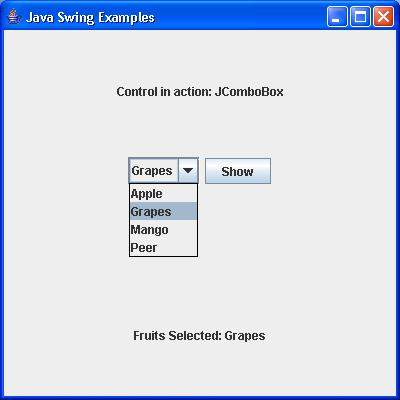 Java Swing Examples
Control in action: JComboBox
Grapes Show
Apple
Grapes
Mango
Peer
Fruits Selected: Grapes